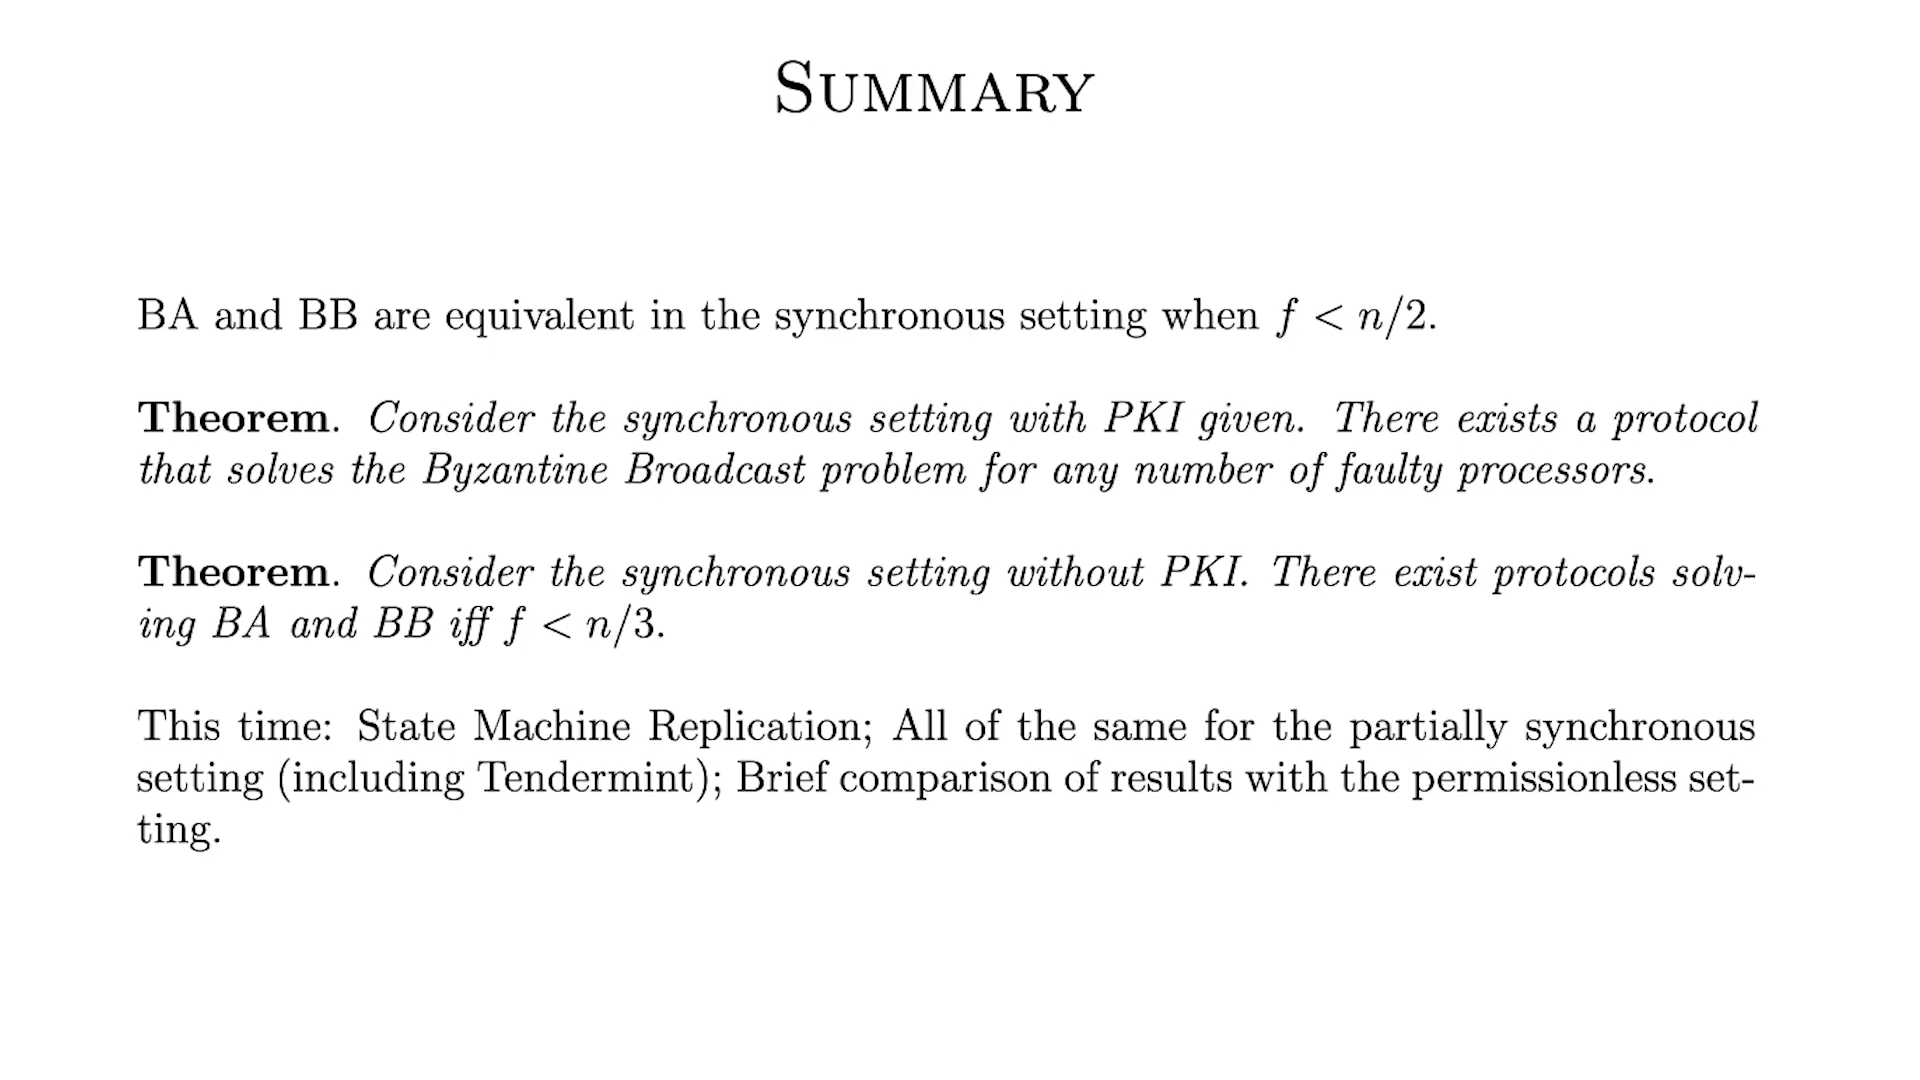 SUMMARY
BA and BB are equivalent in the synchronous setting when f < n/2.
Theorem. Consider the synchronous setting with PKI given. There exists a protocol
that solves the Byzantine Broadcast problem for any number of faulty processors.
Theorem. Consider the synchronous setting without PKI. There exist protocols solv-
ing BA and BB iff f < n/3.
This time: State Machine Replication; All of the same for the partially synchronous
setting (including Tendermint); Brief comparison of results with the permissionless set-
ting.